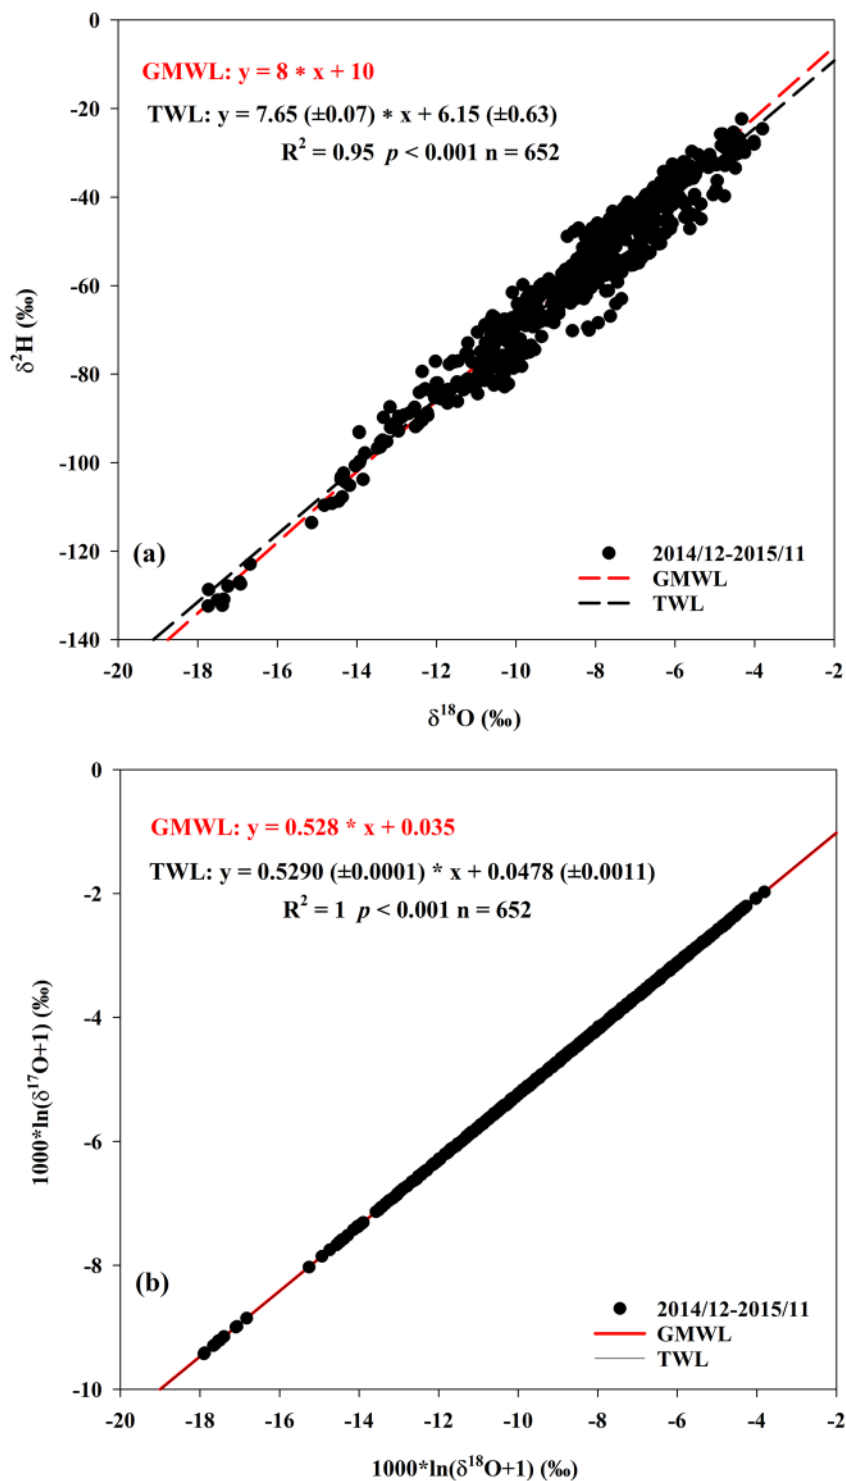 0
-20
-40
-60
-80
-100
-120
-140
δ²H (‰)
GMWL: y = 8 * x + 10
TWL: y = 7.65 (±0.07) * x + 6.15 (±0.63)
R² = 0.95 p < 0.001 n = 652
(a)
2014/12-2015/11
GMWL
TWL
-20 -18 -16 -14 -12 -10 -8 -6 -4 -2
δ¹⁸O (‰)
0
-2
-4
-6
-8
-10
1000*ln(δ¹⁷O+1) (‰)
GMWL: y = 0.528 * x + 0.035
TWL: y = 0.5290 (±0.0001) * x + 0.0478 (±0.0011)
R² = 1 p < 0.001 n = 652
(b)
2014/12-2015/11
GMWL
TWL
-20 -18 -16 -14 -12 -10 -8 -6 -4 -2
1000*ln(δ¹⁸O+1) (‰)